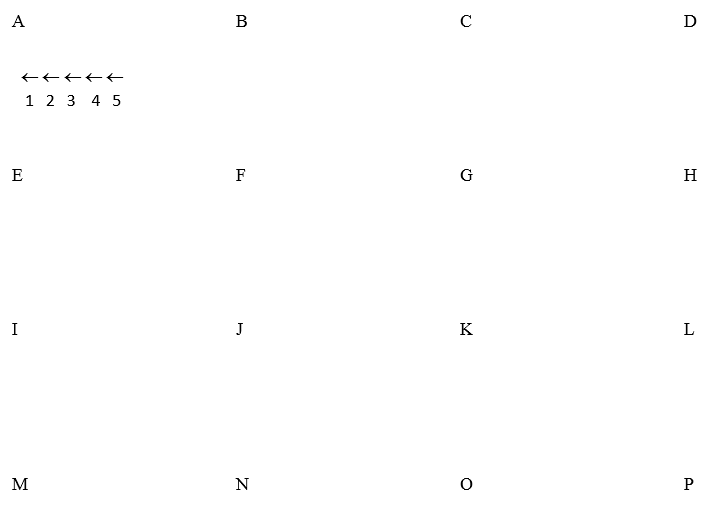 A B C D
←←←←←
1 2 3 4 5
E F G H
I J K L
M N O P